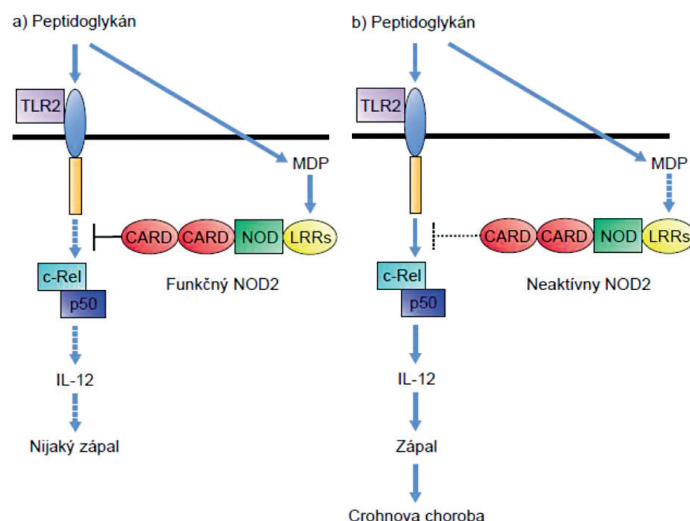 a) Peptidoglykán
TLR2
MDP
CARD CARD NOD LRRs
c-Rel
p50
Funkčný NOD2
IL-12
Nijaký zápal
b) Peptidoglykán
TLR2
MDP
CARD CARD NOD LRRs
c-Rel
p50
Neaktívny NOD2
IL-12
Zápal
Crohnova choroba